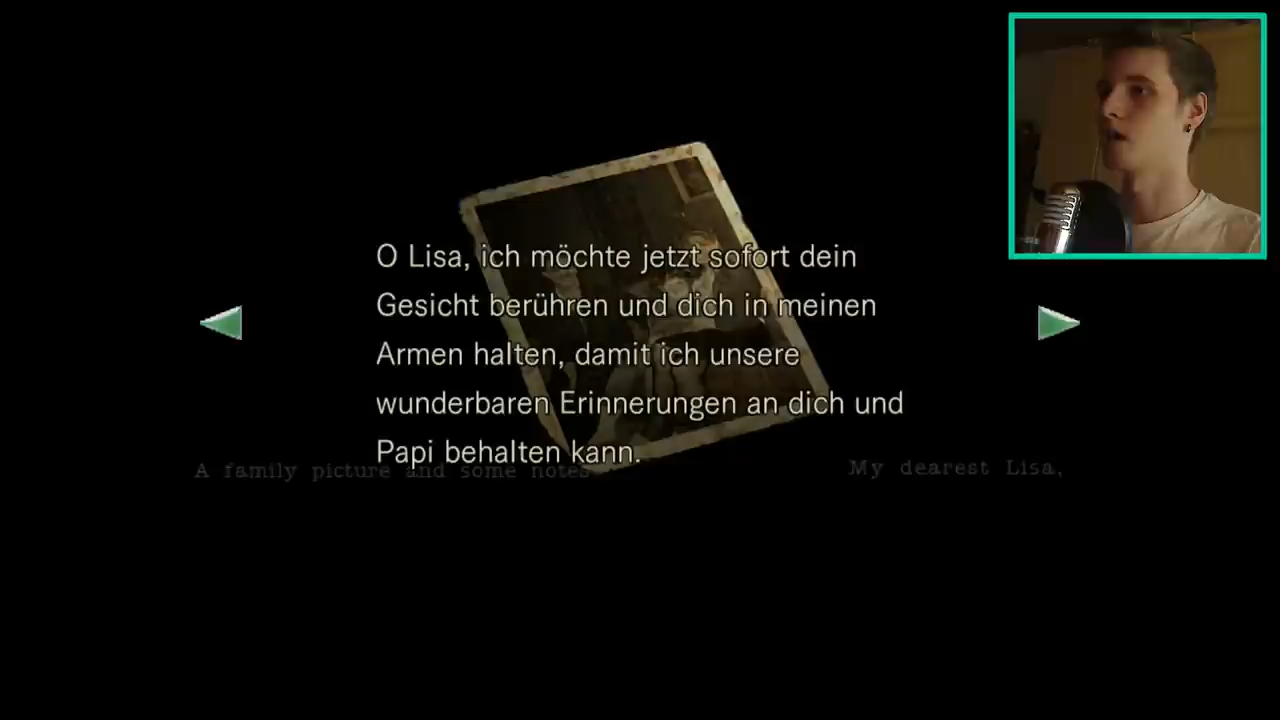 O Lisa, ich möchte jetzt sofort dein
Gesicht berühren und dich in meinen
Armen halten, damit ich unsere
wunderbaren Erinnerungen an dich und
Papi behalten kann.
A family picture and some notes
My dearest Lisa,